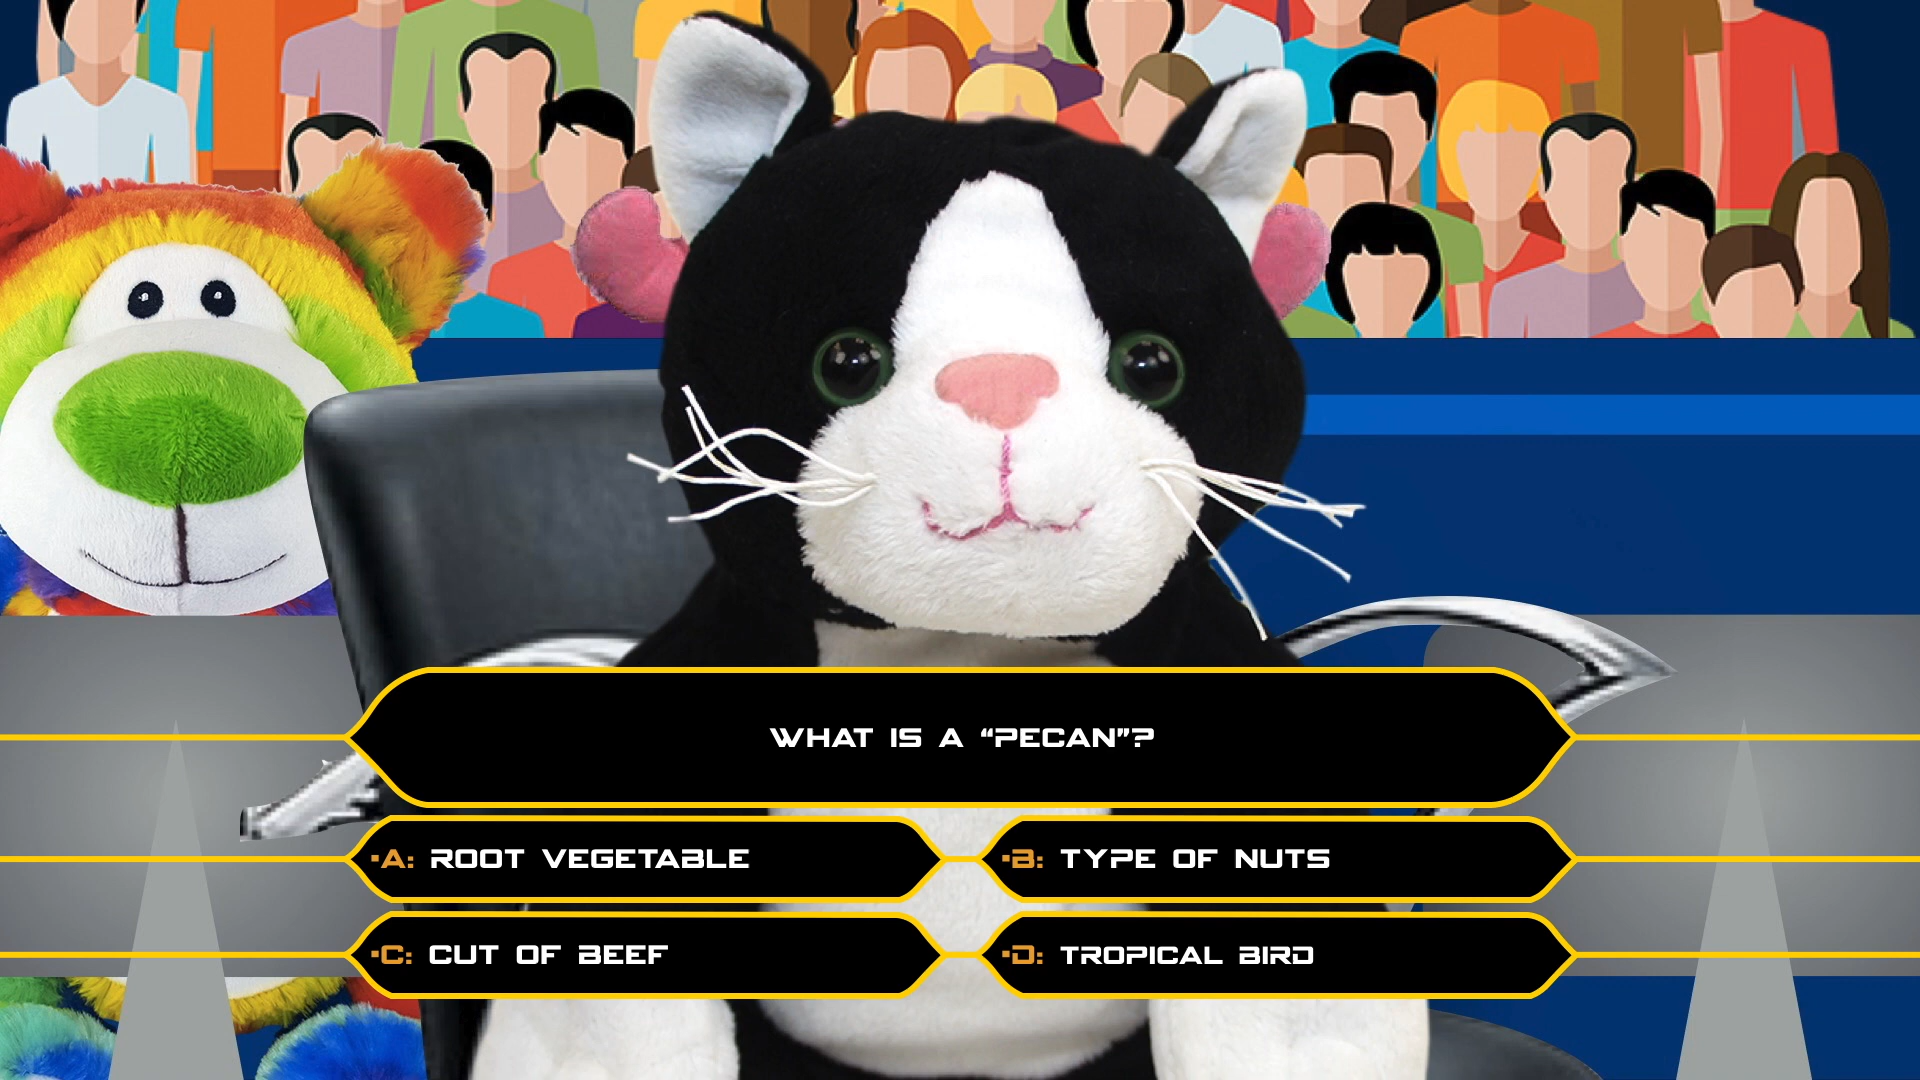 WHAT IS A “PECAN”?
A: ROOT VEGETABLE
B: TYPE OF NUTS
C: CUT OF BEEF
D: TROPICAL BIRD